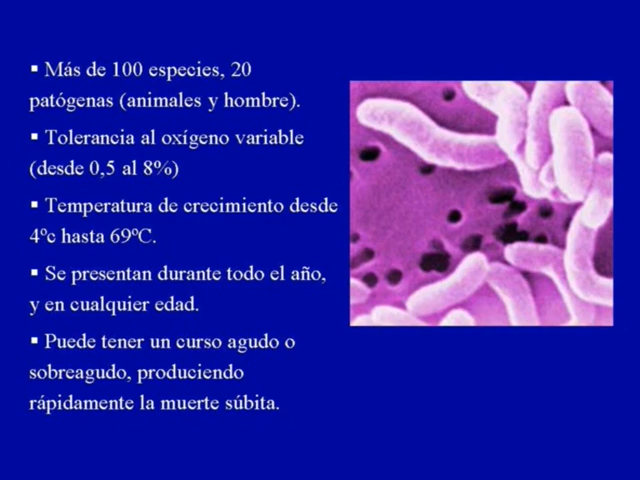 ▪ Más de 100 especies, 20
patógenas (animales y hombre).
▪ Tolerancia al oxígeno variable
(desde 0,5 al 8%)
▪ Temperatura de crecimiento desde
4ºc hasta 69ºC.
▪ Se presentan durante todo el año,
y en cualquier edad.
▪ Puede tener un curso agudo o
sobreagudo, produciendo
rápidamente la muerte súbita.